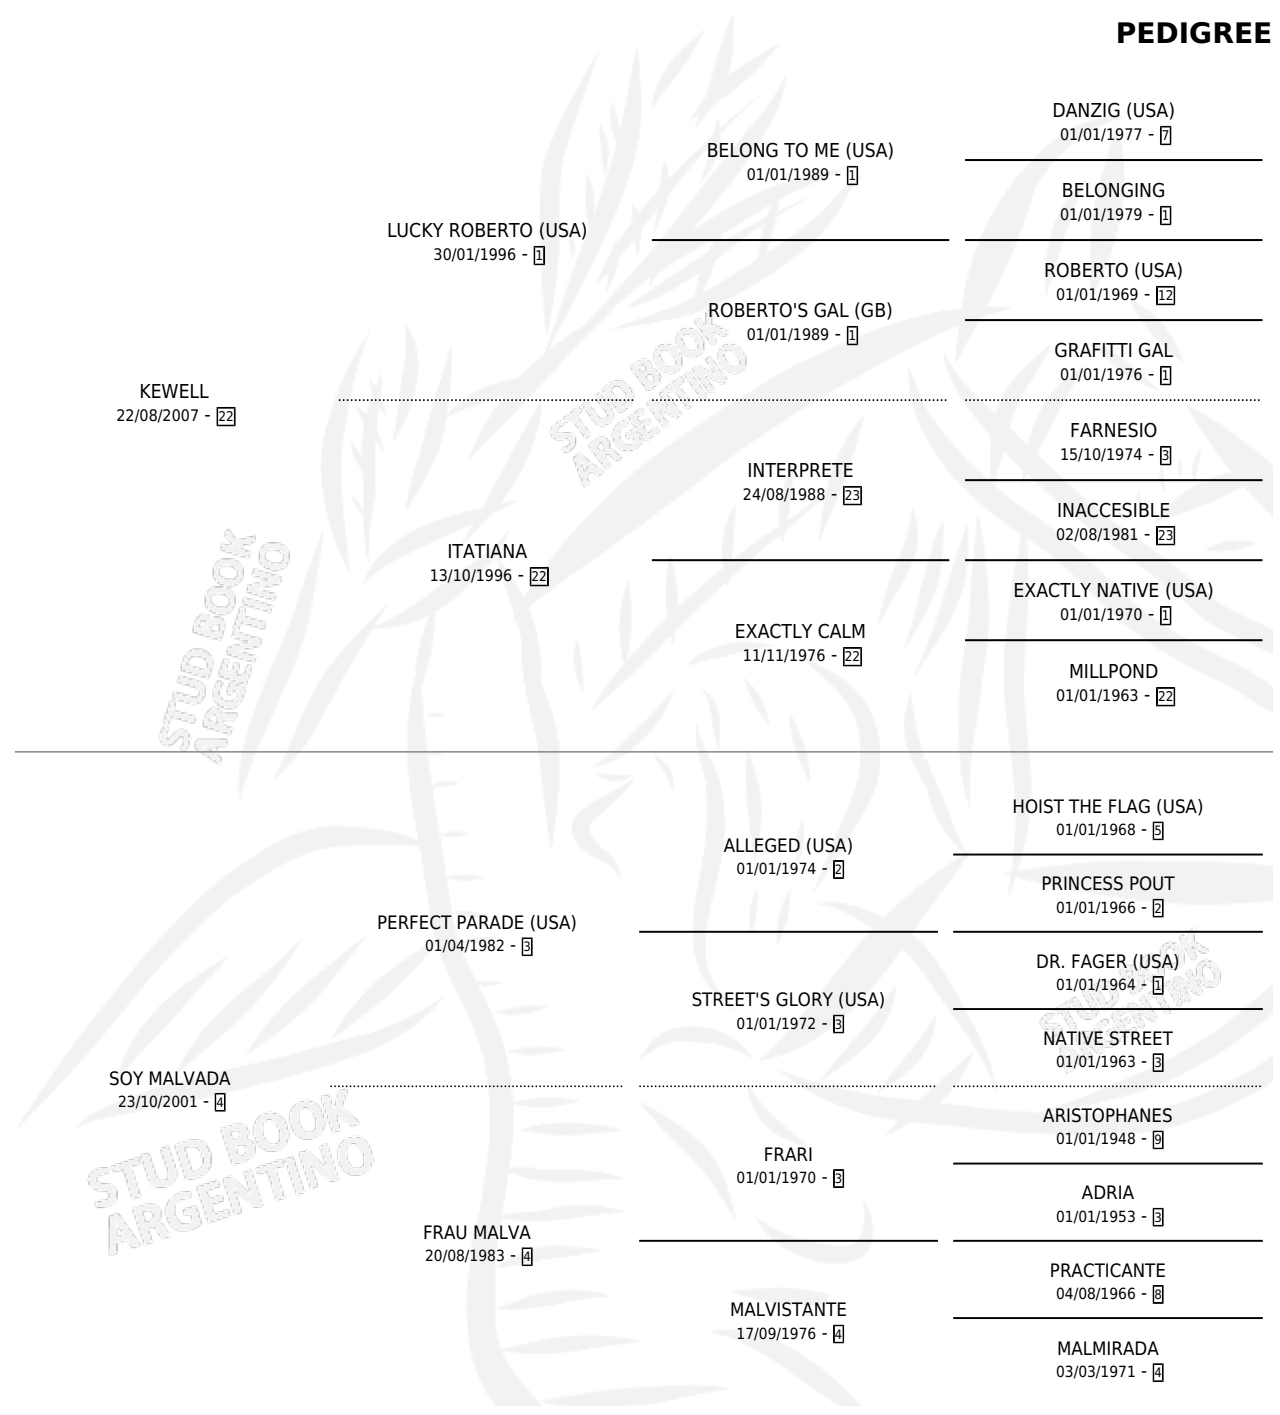 PEDIGREE
DANZIG (USA)
01/01/1977 - 7
BELONG TO ME (USA)
01/01/1989 - 1
BELONGING
01/01/1979 - 1
LUCKY ROBERTO (USA)
30/01/1996 - 1
ROBERTO (USA)
01/01/1969 - 12
ROBERTO'S GAL (GB)
01/01/1989 - 1
GRAFITTI GAL
01/01/1976 - 1
KEWELL
22/08/2007 - 22
STUD BOOK
ARGENTINO
FARNESIO
15/10/1974 - 3
INTERPRETE
24/08/1988 - 23
INACCESIBLE
02/08/1981 - 23
ITATIANA
13/10/1996 - 22
EXACTLY NATIVE (USA)
01/01/1970 - 1
EXACTLY CALM
11/11/1976 - 22
MILLPOND
01/01/1963 - 22
STUD BOOK
ARGENTINO
HOIST THE FLAG (USA)
01/01/1968 - 5
ALLEGED (USA)
01/01/1974 - 2
PRINCESS POUT
01/01/1966 - 2
PERFECT PARADE (USA)
01/04/1982 - 3
DR. FAGER (USA)
01/01/1964 - 1
STREET'S GLORY (USA)
01/01/1972 - 3
STUD BOOK
ARGENTINO
NATIVE STREET
01/01/1963 - 3
SOY MALVADA
23/10/2001 - 4
STUD BOOK
ARGENTINO
ARISTOPHANES
01/01/1948 - 9
FRARI
01/01/1970 - 3
ADRIA
01/01/1953 - 3
FRAU MALVA
20/08/1983 - 4
PRACTICANTE
04/08/1966 - 8
MALVISTANTE
17/09/1976 - 4
MALMIRADA
03/03/1971 - 4